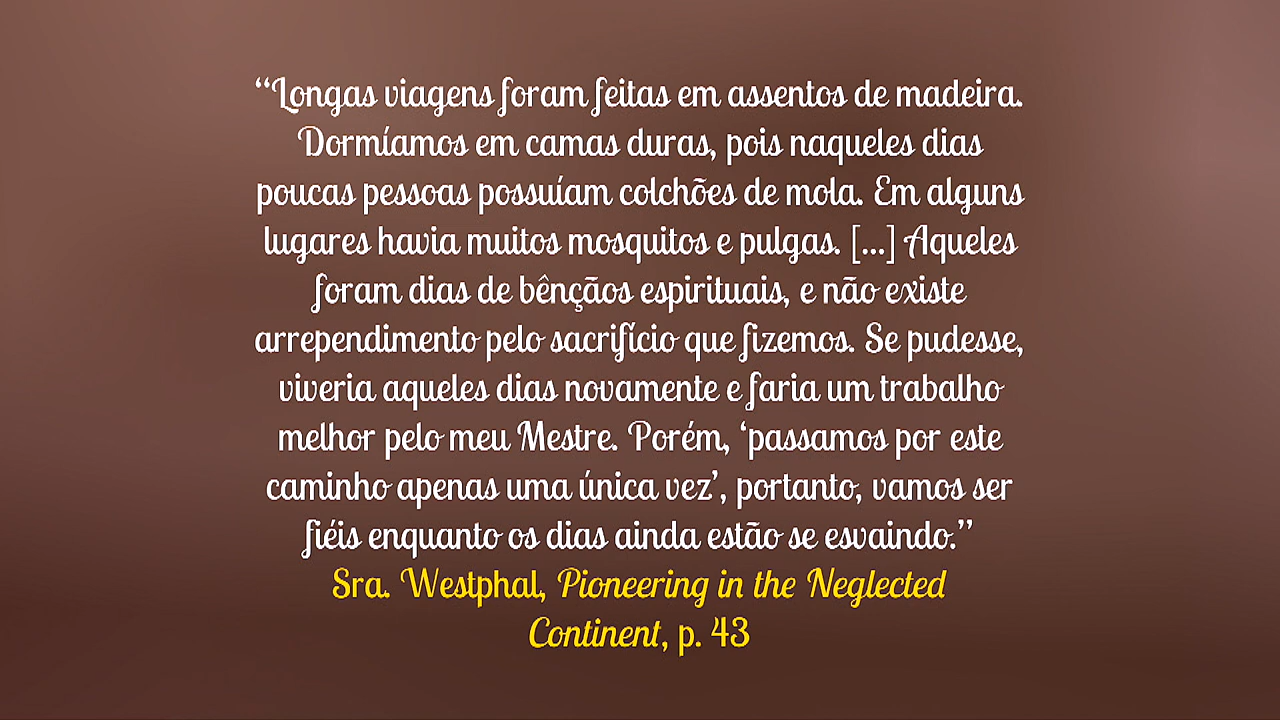 “Longas viagens foram feitas em assentos de madeira.
Dormíamos em camas duras, pois naqueles dias
poucas pessoas possuíam colchões de mola. Em alguns
lugares havia muitos mosquitos e pulgas. [...] Aqueles
foram dias de bênçãos espirituais, e não existe
arrependimento pelo sacrifício que fizemos. Se pudesse,
viveria aqueles dias novamente e faria um trabalho
melhor pelo meu Mestre. Porém, ‘passamos por este
caminho apenas uma única vez’, portanto, vamos ser
fiéis enquanto os dias ainda estão se esvaindo.”
Sra. Westphal, Pioneering in the Neglected
Continent, p. 43